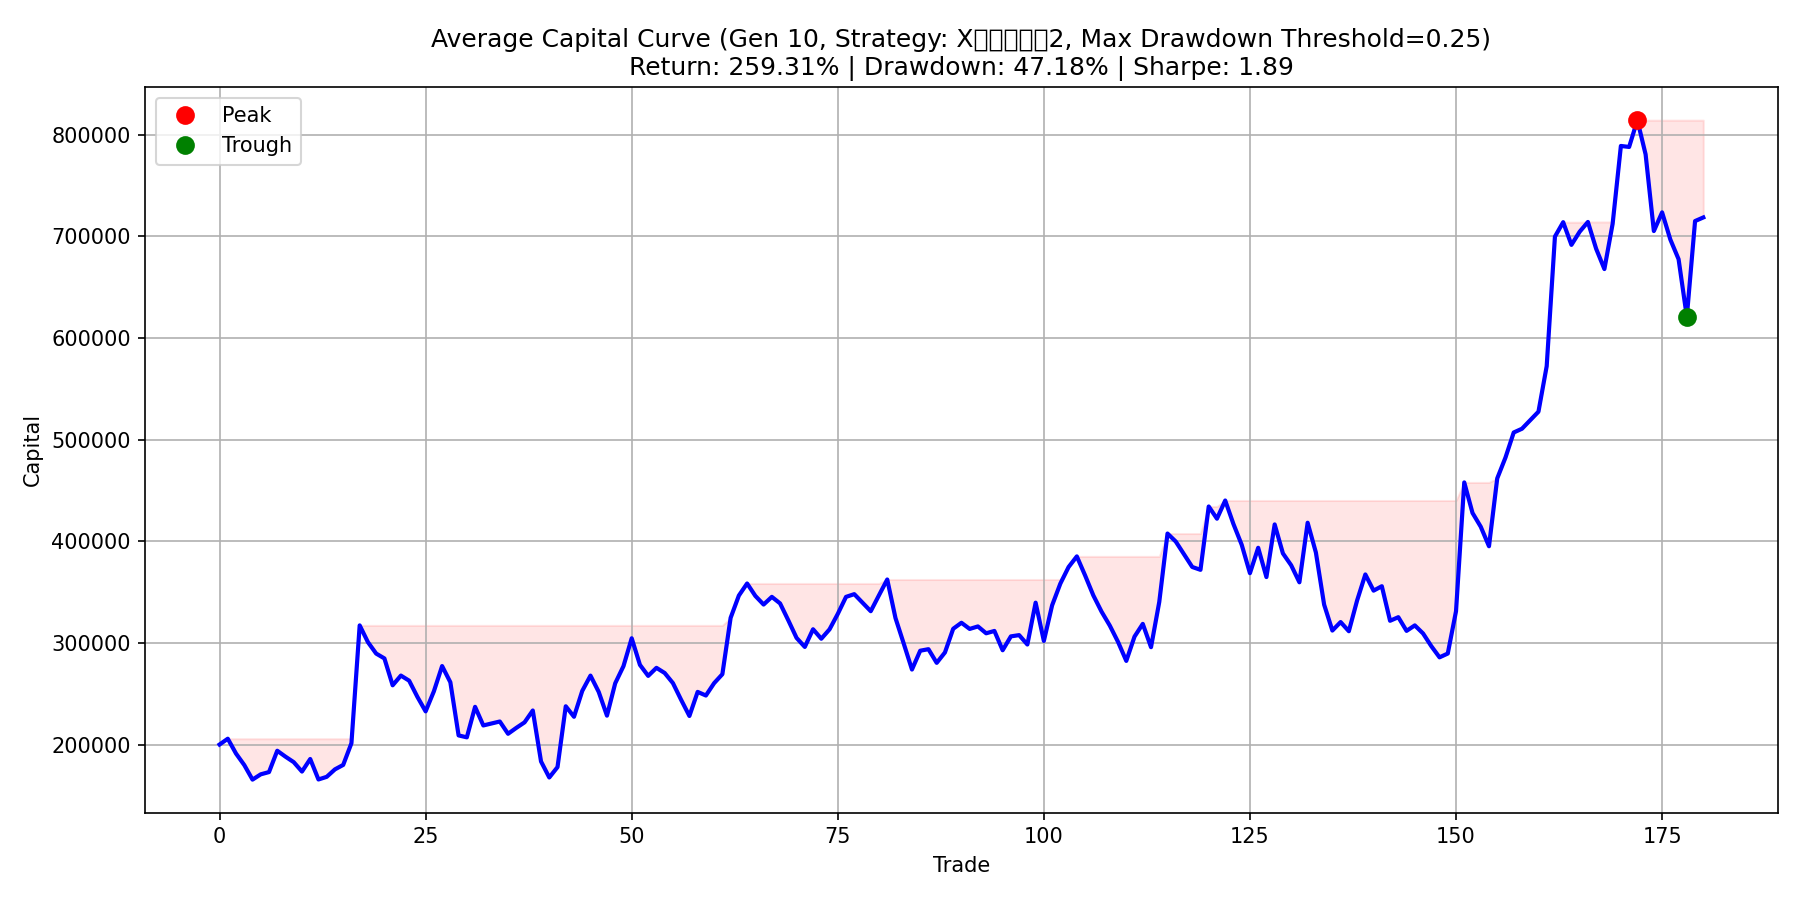 Average Capital Curve (Gen 10, Strategy: X□□□□□2, Max Drawdown Threshold=0.25)
Return: 259.31% | Drawdown: 47.18% | Sharpe: 1.89
Peak
Trough
800000
700000
600000
500000
400000
300000
200000
Capital
0
25
50
75
100
125
150
175
Trade